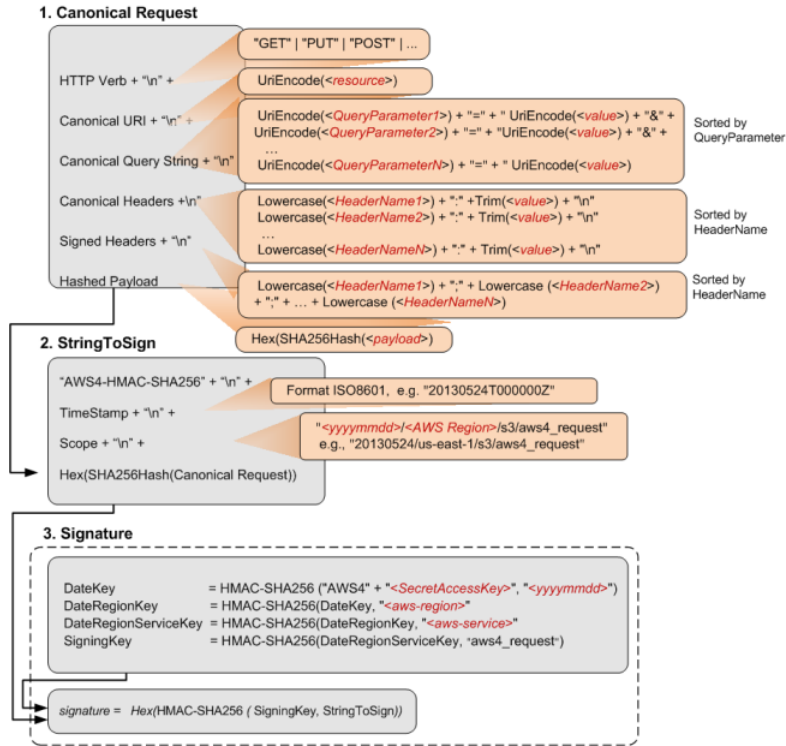 1. Canonical Request
HTTP Verb + "\n" +
Canonical URI + "\n" +
Canonical Query String + "\n"
Canonical Headers +\n"
Signed Headers + "\n"
Hashed Payload
"GET" | "PUT" | "POST" | ...
UriEncode(<resource>)
UriEncode(<QueryParameter1>) + "=" + " UriEncode(<value>) + "&" +
UriEncode(<QueryParameter2>) + "=" + "UriEncode(<value>) + "&" +
...
UriEncode(<QueryParameterN>) + "=" + " UriEncode(<value>)
Sorted by
QueryParameter
Lowercase(<HeaderName1>) + ":" +Trim(<value>) + "\n"
Lowercase(<HeaderName2>) + ":" + Trim(<value>) + "\n"
...
Lowercase(<HeaderNameN>) + ":" + Trim(<value>) + "\n"
Sorted by
HeaderName
Lowercase(<HeaderName1>) + ";" + Lowercase (<HeaderName2>)
+ ";" + ... + Lowercase (<HeaderNameN>)
Sorted by
HeaderName
Hex(SHA256Hash(<payload>)
2. StringToSign
"AWS4-HMAC-SHA256" + "\n" +
TimeStamp + "\n" +
Scope + "\n" +
Hex(SHA256Hash(Canonical Request))
Format ISO8601, e.g. "20130524T000000Z"
"<yyyymmdd>/<AWS Region>/s3/aws4_request"
e.g., "20130524/us-east-1/s3/aws4_request"
3. Signature
DateKey = HMAC-SHA256 ("AWS4" + "<SecretAccessKey>", "<yyyymmdd>")
DateRegionKey = HMAC-SHA256(DateKey, "<aws-region>"
DateRegionServiceKey = HMAC-SHA256(DateRegionKey, "<aws-service>"
SigningKey = HMAC-SHA256(DateRegionServiceKey, "aws4_request")
signature = Hex(HMAC-SHA256 ( SigningKey, StringToSign))